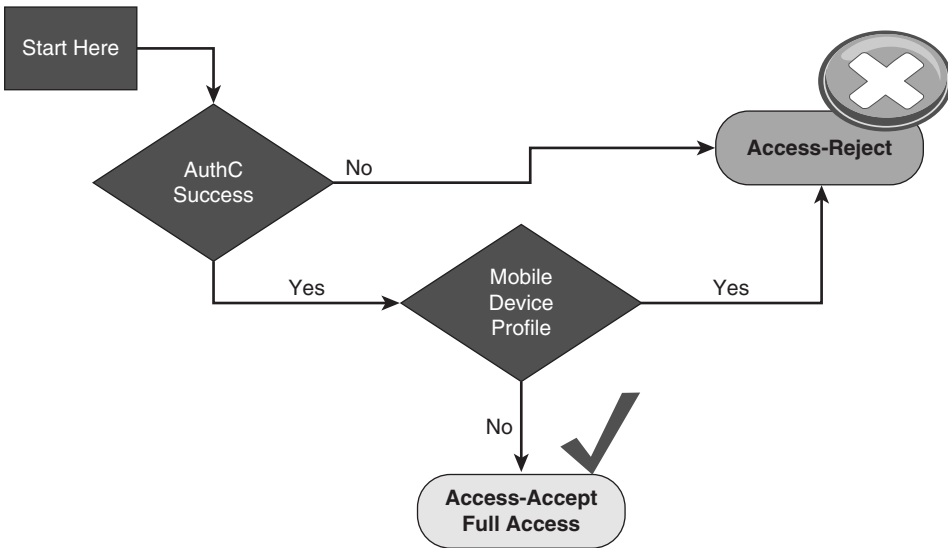 Start Here
AuthC
Success
No
Access-Reject
Yes
Mobile
Device
Profile
Yes
No
Access-Accept
Full Access